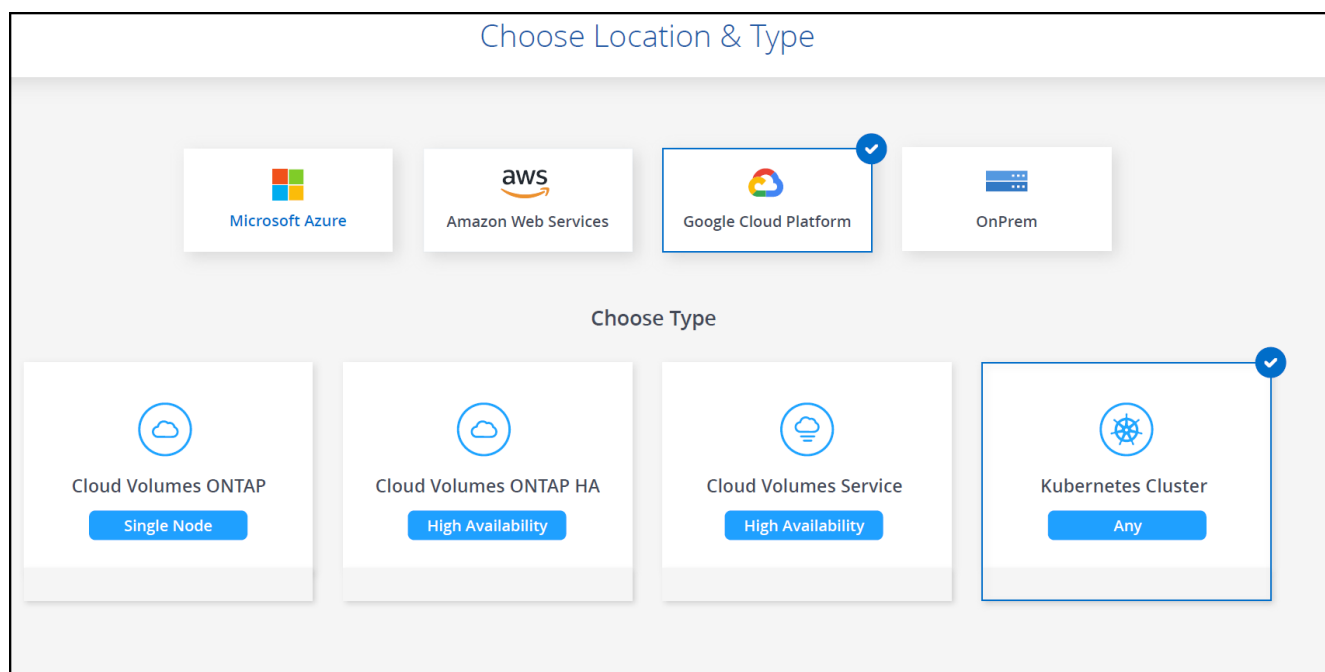 Choose Location & Type
aws
Microsoft Azure
Amazon Web Services
Google Cloud Platform
OnPrem
Choose Type
Cloud Volumes ONTAP
Cloud Volumes ONTAP HA
Cloud Volumes Service
Kubernetes Cluster
Single Node
High Availability
High Availability
Any